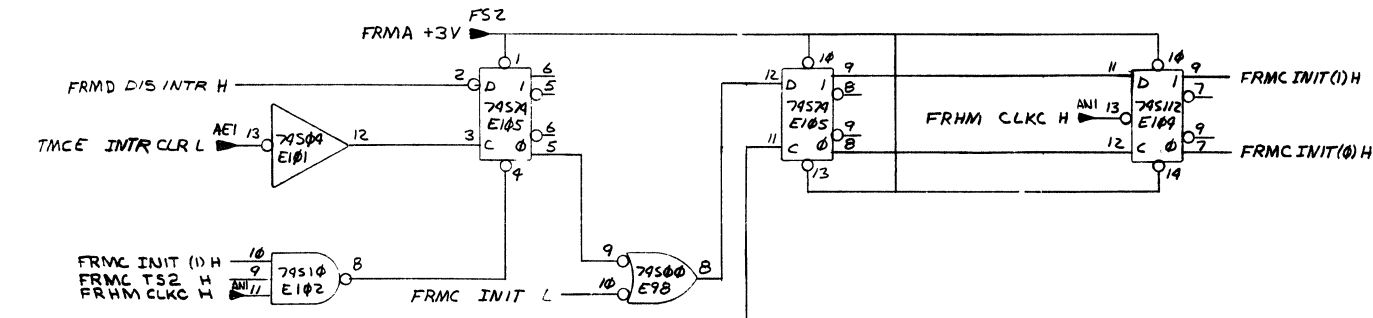 FS2
FRMA +3V
1
10
10
FRMD DIS INTR H
2
D 1
6
5
74S74
E105
6
5
3
C 0
4
12
D 1
9
8
74S74
E105
9
8
11
C 0
13
11
D 1
9
7
FRMC INIT(1)H
AN1 13
FRHM CLKC H
74S112
E109
9
7
12
C 0
14
FRMC INIT(0)H
TMCE INTR CLR L
AE1 13
74S04
E101
12
FRMC INIT (1) H
10
FRMC TS2 H
9
FRHM CLKC H
AN1 11
74S10
E102
8
9
FRMC INIT L
10
74S00
E98
8